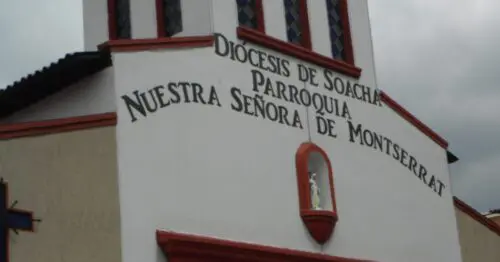 DIÓCESIS DE SOACHA
PARROQUIA
NUESTRA SEÑORA DE MONTSERRAT